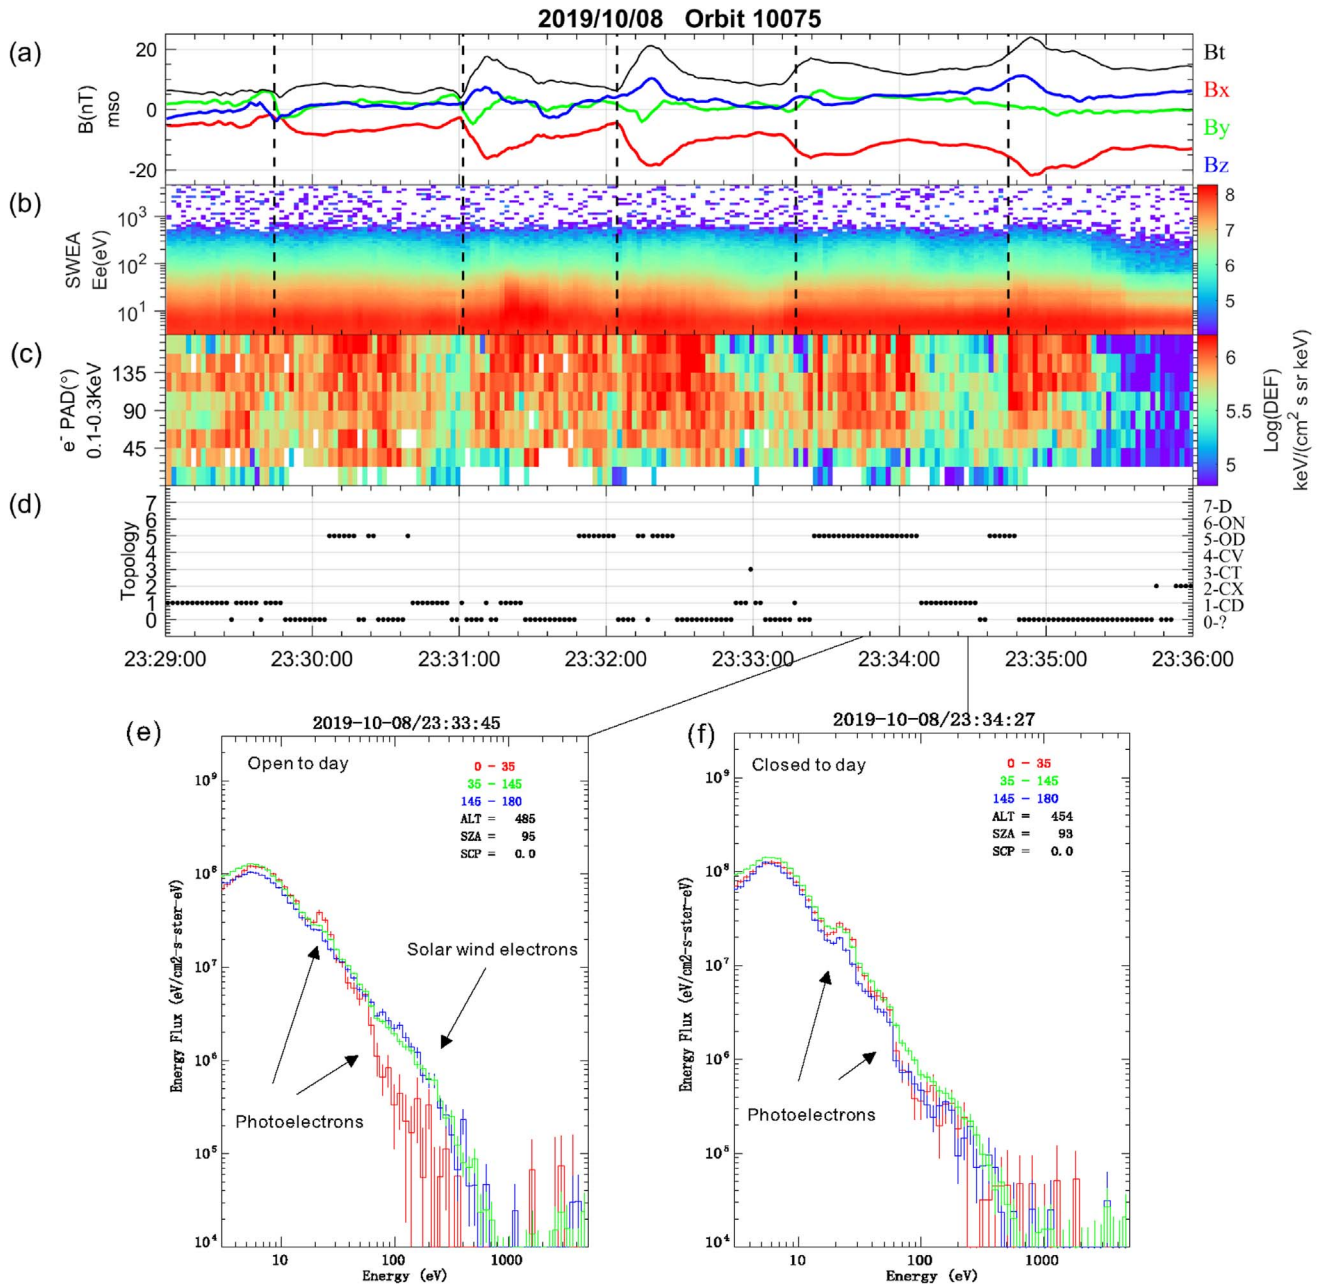 2019/10/08 Orbit 10075
(a)
20
0
-20
B(nT)
mso
Bt
Bx
By
Bz
(b)
10³
10²
10¹
SWEA
Ee(eV)
8
7
6
5
(c)
135
90
45
e⁻ PAD(°)
0.1-0.3KeV
6
5.5
5
Log(DEF)
keV/(cm² s sr keV)
(d)
Topology
7
6
5
4
3
2
1
0
7-D
6-ON
5-OD
4-CV
3-CT
2-CX
1-CD
0-?
23:29:00 23:30:00 23:31:00 23:32:00 23:33:00 23:34:00 23:35:00 23:36:00
(e)
2019-10-08/23:33:45
Open to day
0 - 35
35 - 145
145 - 180
ALT = 485
SZA = 95
SCP = 0.0
Solar wind electrons
Photoelectrons
Energy Flux (eV/cm2-s-ster-eV)
10⁹
10⁸
10⁷
10⁶
10⁵
10⁴
10 100 1000
Energy (eV)
(f)
2019-10-08/23:34:27
Closed to day
0 - 35
35 - 145
145 - 180
ALT = 454
SZA = 93
SCP = 0.0
Photoelectrons
Energy Flux (eV/cm2-s-ster-eV)
10⁹
10⁸
10⁷
10⁶
10⁵
10⁴
10 100 1000
Energy (eV)